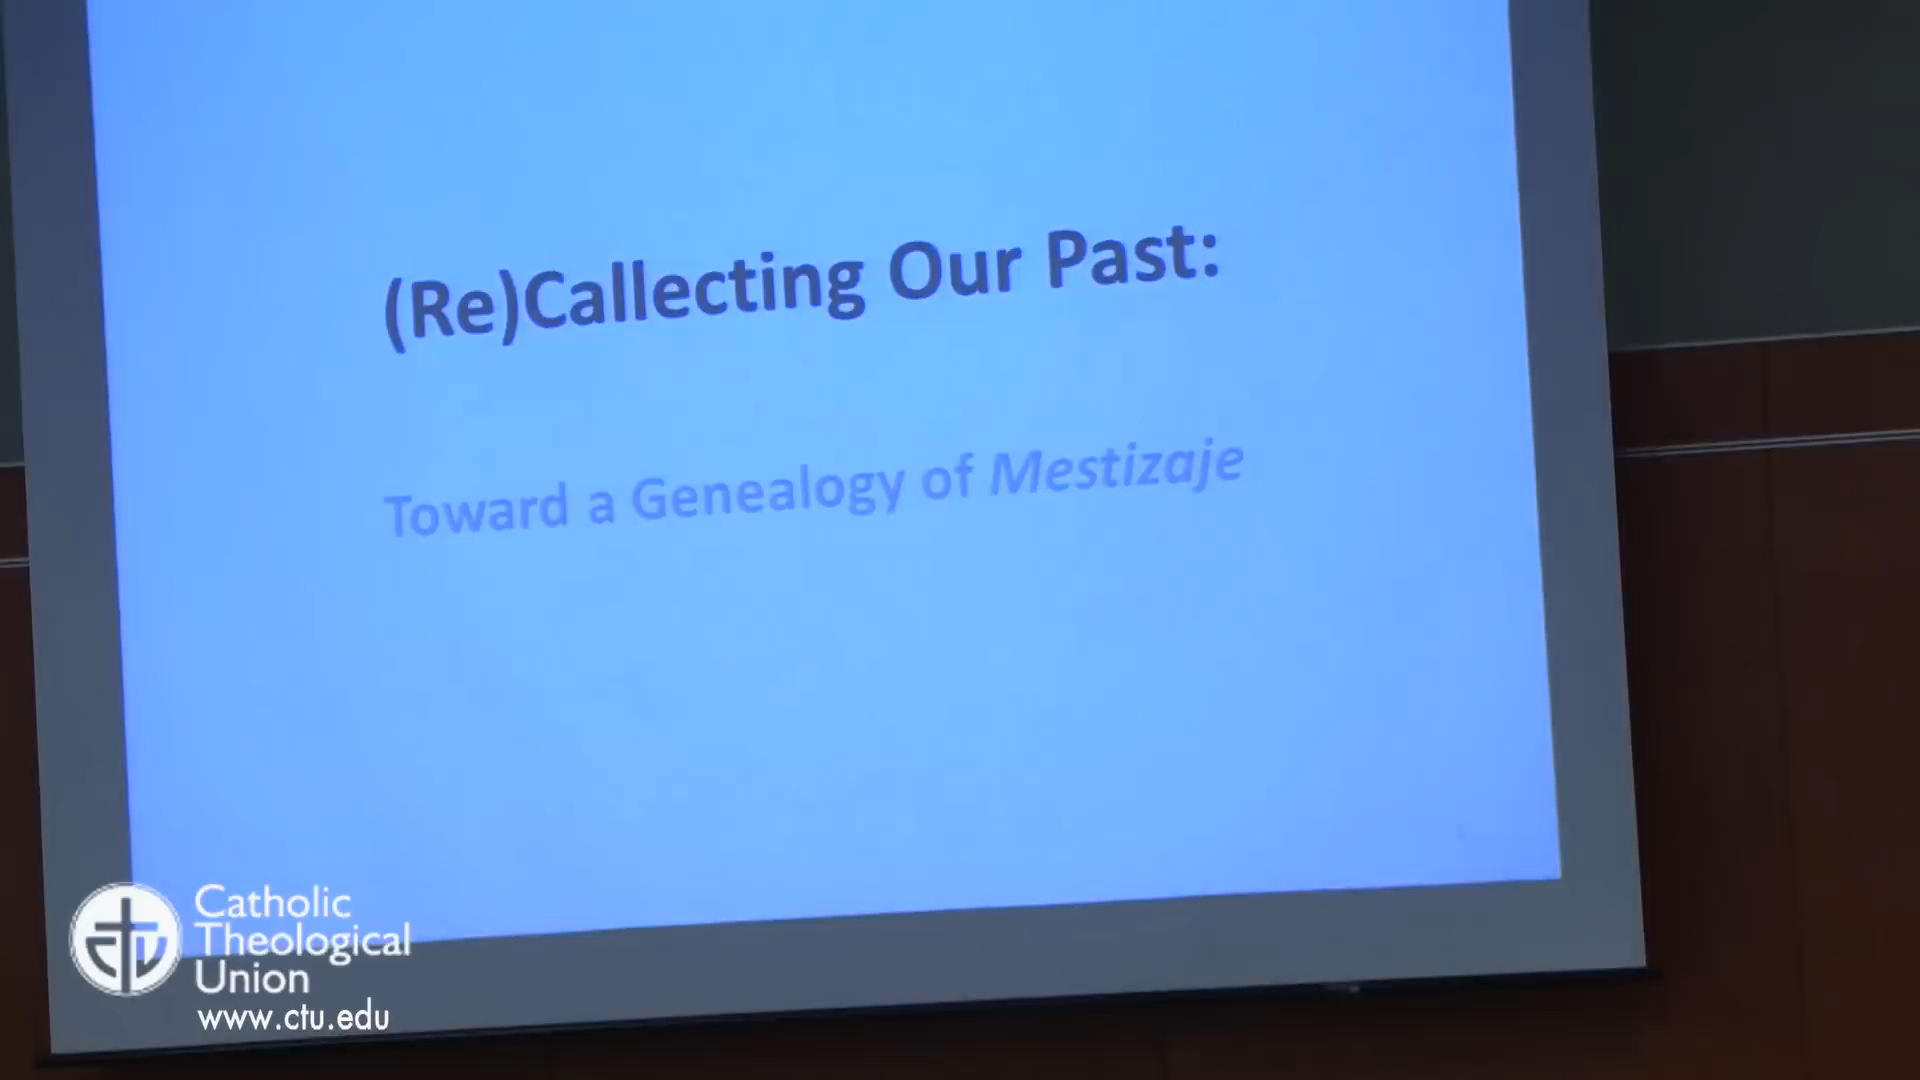 (Re)Callecting Our Past:
Toward a Genealogy of Mestizaje
Catholic
Theological
Union
www.ctu.edu